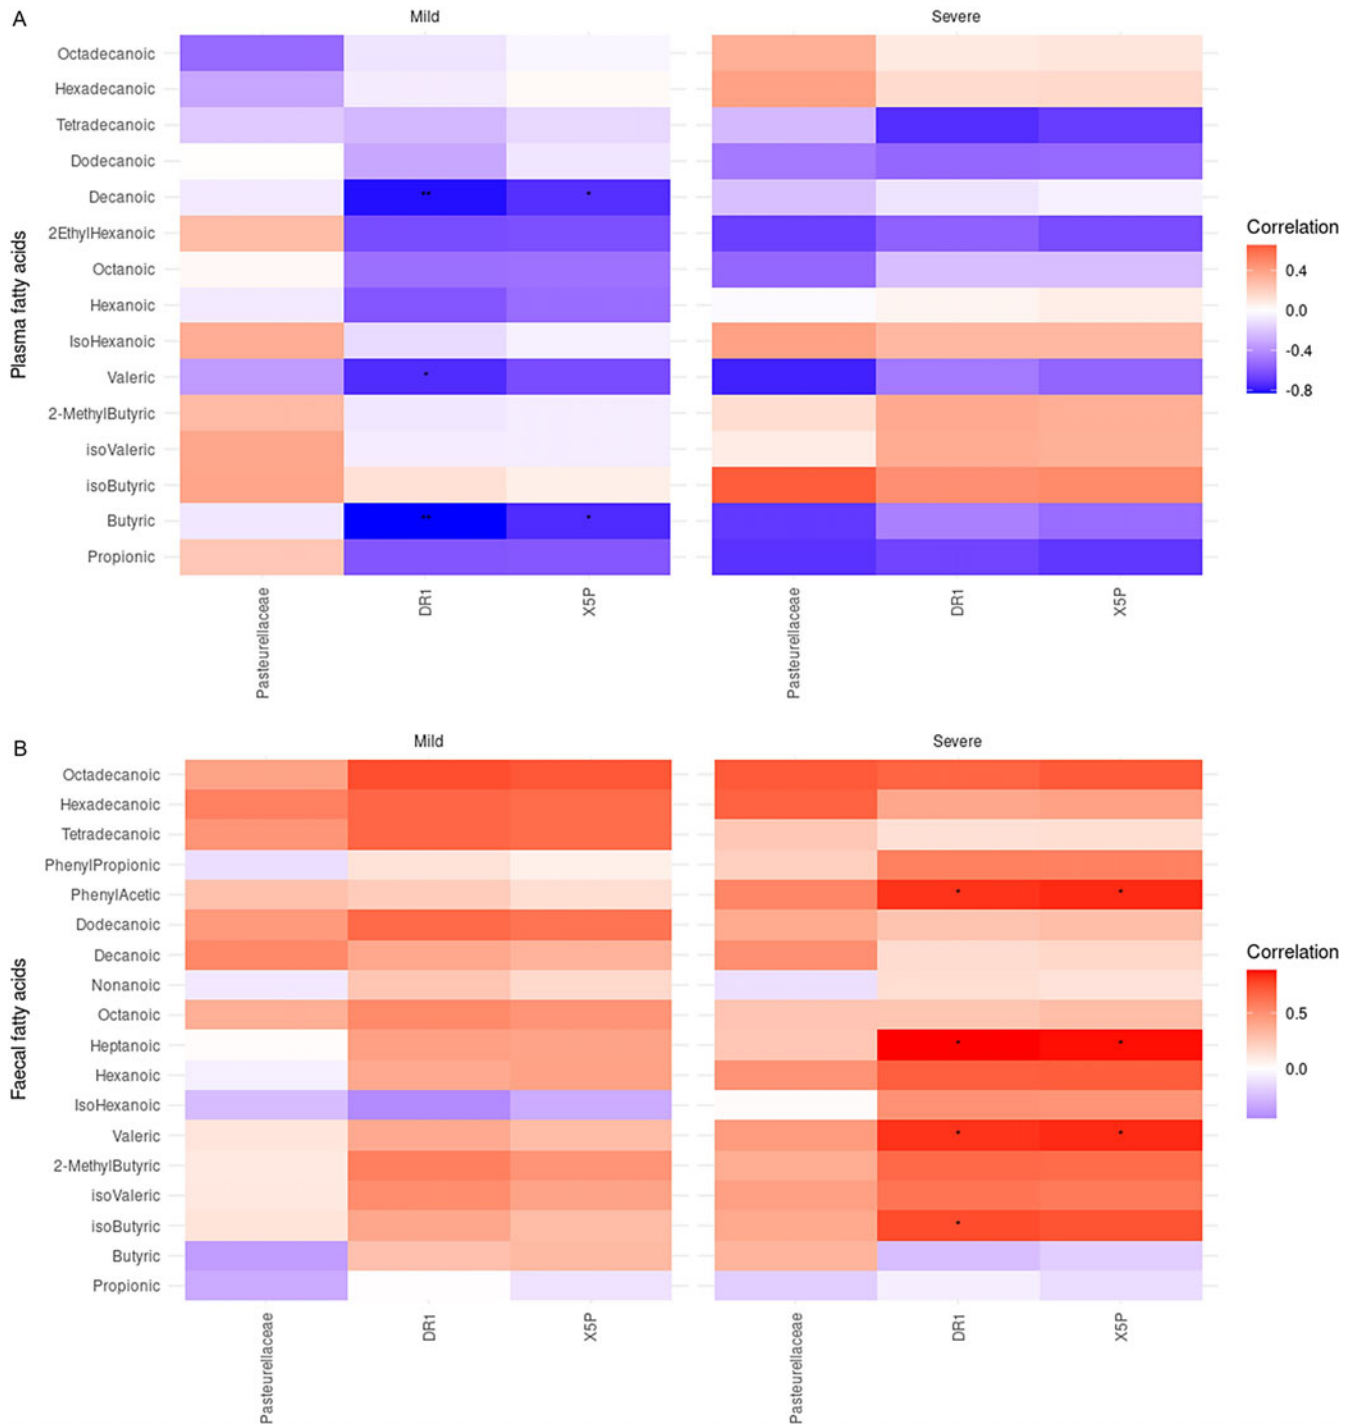 A
Mild
Severe
Plasma fatty acids
Octadecanoic
Hexadecanoic
Tetradecanoic
Dodecanoic
Decanoic
2EthylHexanoic
Octanoic
Hexanoic
IsoHexanoic
Valeric
2-MethylButyric
isoValeric
isoButyric
Butyric
Propionic
Pasteurellaceae
DR1
X5P
Pasteurellaceae
DR1
X5P
Correlation
0.4
0.0
-0.4
-0.8
B
Mild
Severe
Faecal fatty acids
Octadecanoic
Hexadecanoic
Tetradecanoic
PhenylPropionic
PhenylAcetic
Dodecanoic
Decanoic
Nonanoic
Octanoic
Heptanoic
Hexanoic
IsoHexanoic
Valeric
2-MethylButyric
isoValeric
isoButyric
Butyric
Propionic
Pasteurellaceae
DR1
X5P
Pasteurellaceae
DR1
X5P
Correlation
0.5
0.0